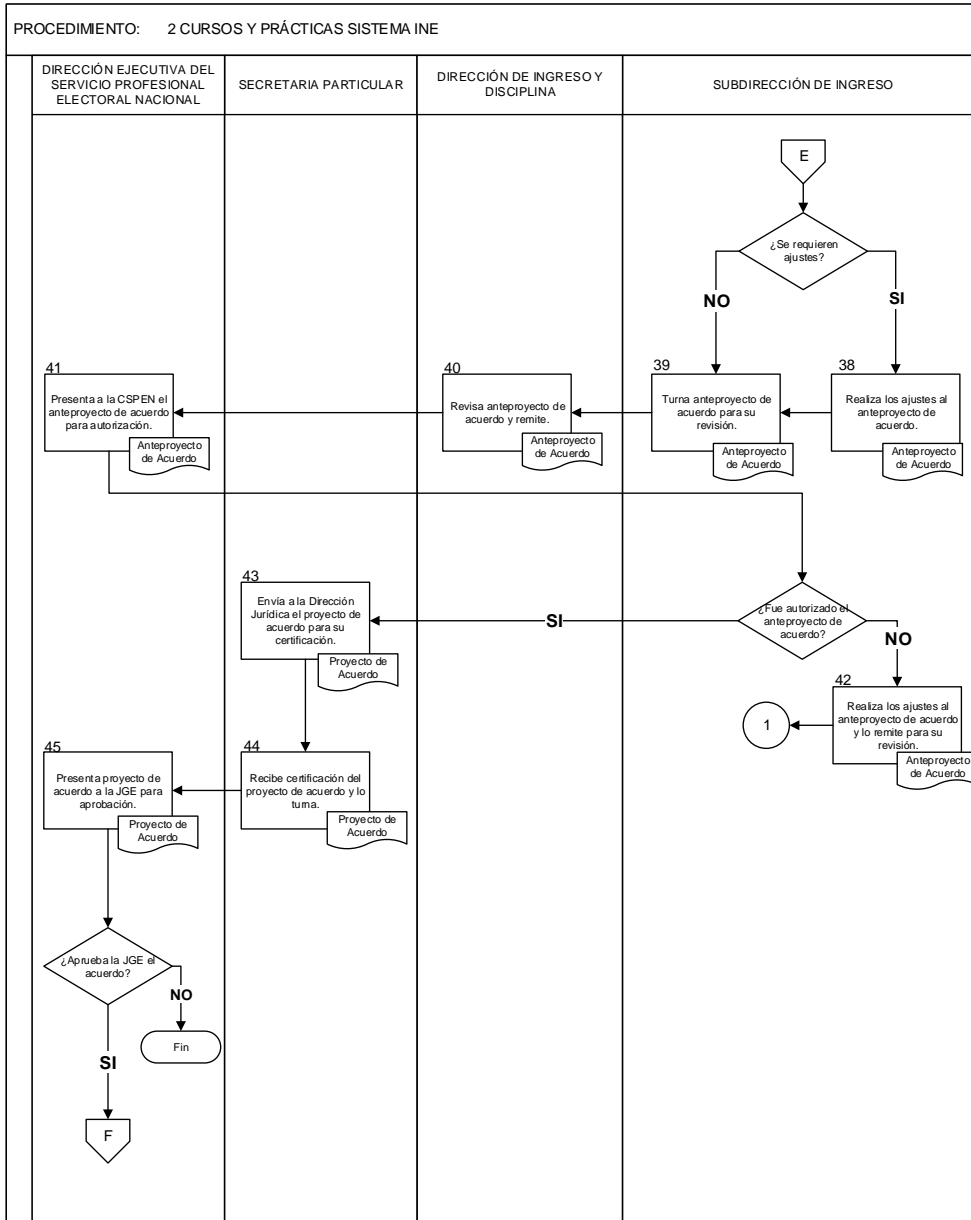 PROCEDIMIENTO: 2 CURSOS Y PRÁCTICAS SISTEMA INE
DIRECCIÓN EJECUTIVA DEL
SERVICIO PROFESIONAL
ELECTORAL NACIONAL
SECRETARIA PARTICULAR
DIRECCIÓN DE INGRESO Y
DISCIPLINA
SUBDIRECCIÓN DE INGRESO
E
¿Se requieren
ajustes?
NO
SI
41
Presenta a la CSPEN el
anteproyecto de acuerdo
para autorización.
Anteproyecto
de Acuerdo
40
Revisa anteproyecto de
acuerdo y remite.
Anteproyecto
de Acuerdo
39
Turna anteproyecto de
acuerdo para su
revisión.
Anteproyecto
de Acuerdo
38
Realiza los ajustes al
anteproyecto de
acuerdo.
Anteproyecto
de Acuerdo
43
Envía a la Dirección
Jurídica el proyecto de
acuerdo para su
certificación.
Proyecto de
Acuerdo
SI
¿Fue autorizado el
anteproyecto de
acuerdo?
NO
42
Realiza los ajustes al
anteproyecto de acuerdo
y lo remite para su
revisión.
Anteproyecto
de Acuerdo
1
45
Presenta proyecto de
acuerdo a la JGE para
aprobación.
Proyecto de
Acuerdo
44
Recibe certificación del
proyecto de acuerdo y lo
turna.
Proyecto de
Acuerdo
¿Aprueba la JGE el
acuerdo?
NO
Fin
SI
F